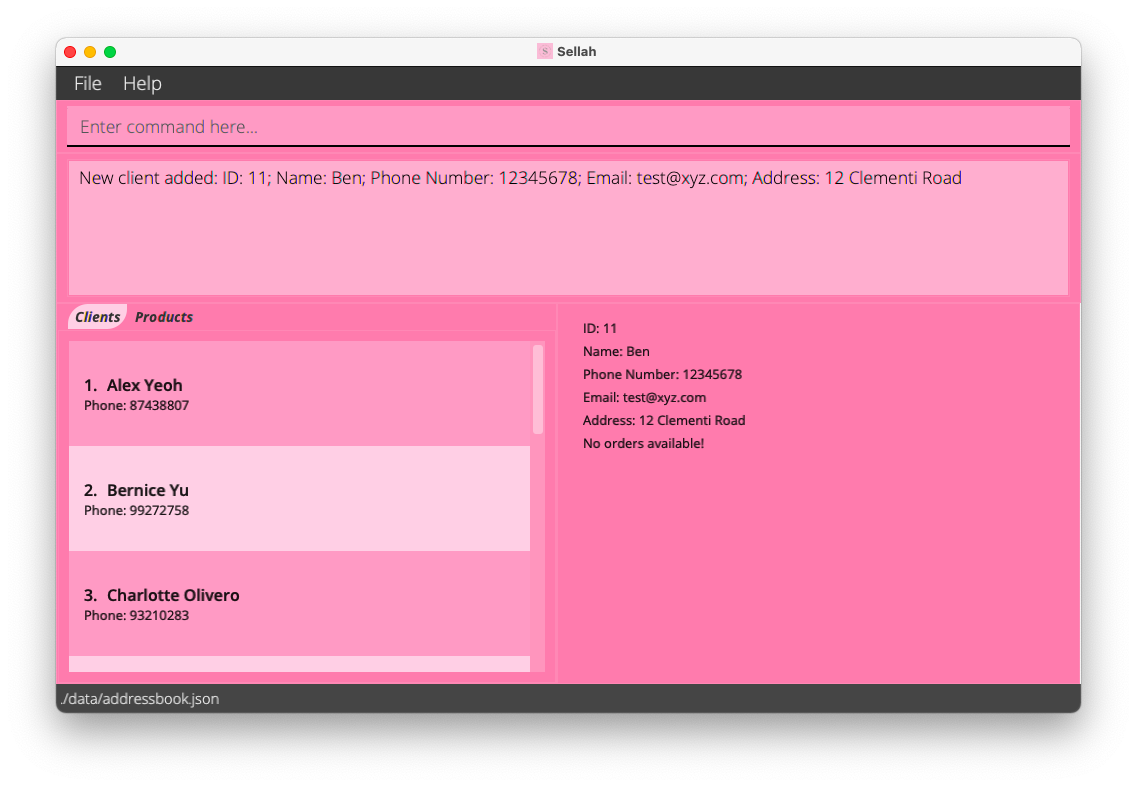 S Sellah
File Help
Enter command here...
New client added: ID: 11; Name: Ben; Phone Number: 12345678; Email: test@xyz.com; Address: 12 Clementi Road
Clients Products
1. Alex Yeoh
Phone: 87438807
2. Bernice Yu
Phone: 99272758
3. Charlotte Olivero
Phone: 93210283
ID: 11
Name: Ben
Phone Number: 12345678
Email: test@xyz.com
Address: 12 Clementi Road
No orders available!
./data/addressbook.json